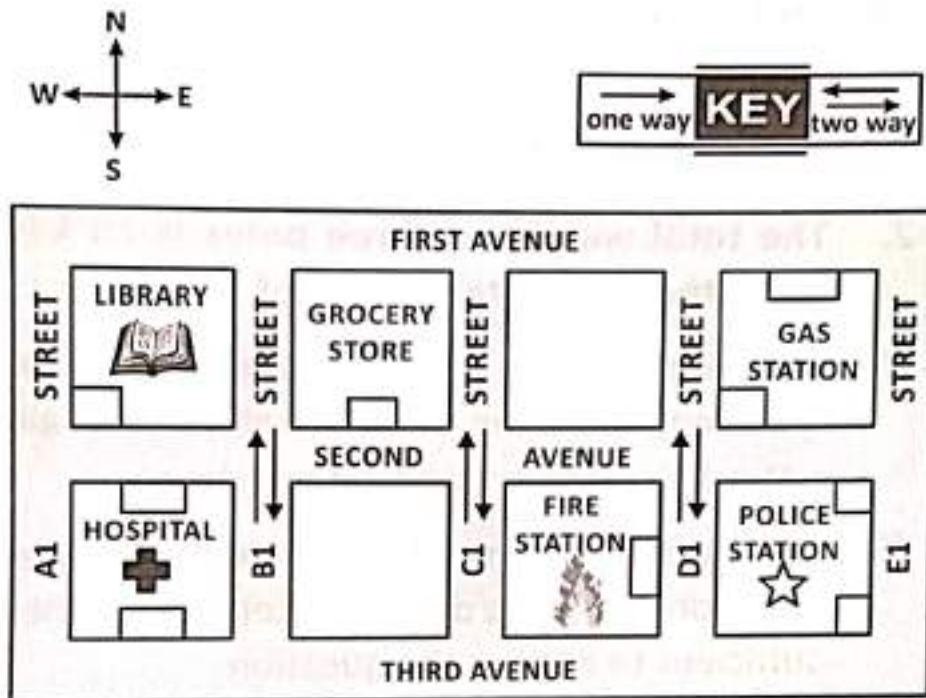 N
W E
S
one way KEY two way
FIRST AVENUE
STREET
LIBRARY
STREET
GROCERY
STORE
STREET
STREET
GAS
STATION
STREET
SECOND AVENUE
A1
HOSPITAL
B1
C1
FIRE
STATION
D1
POLICE
STATION
E1
THIRD AVENUE